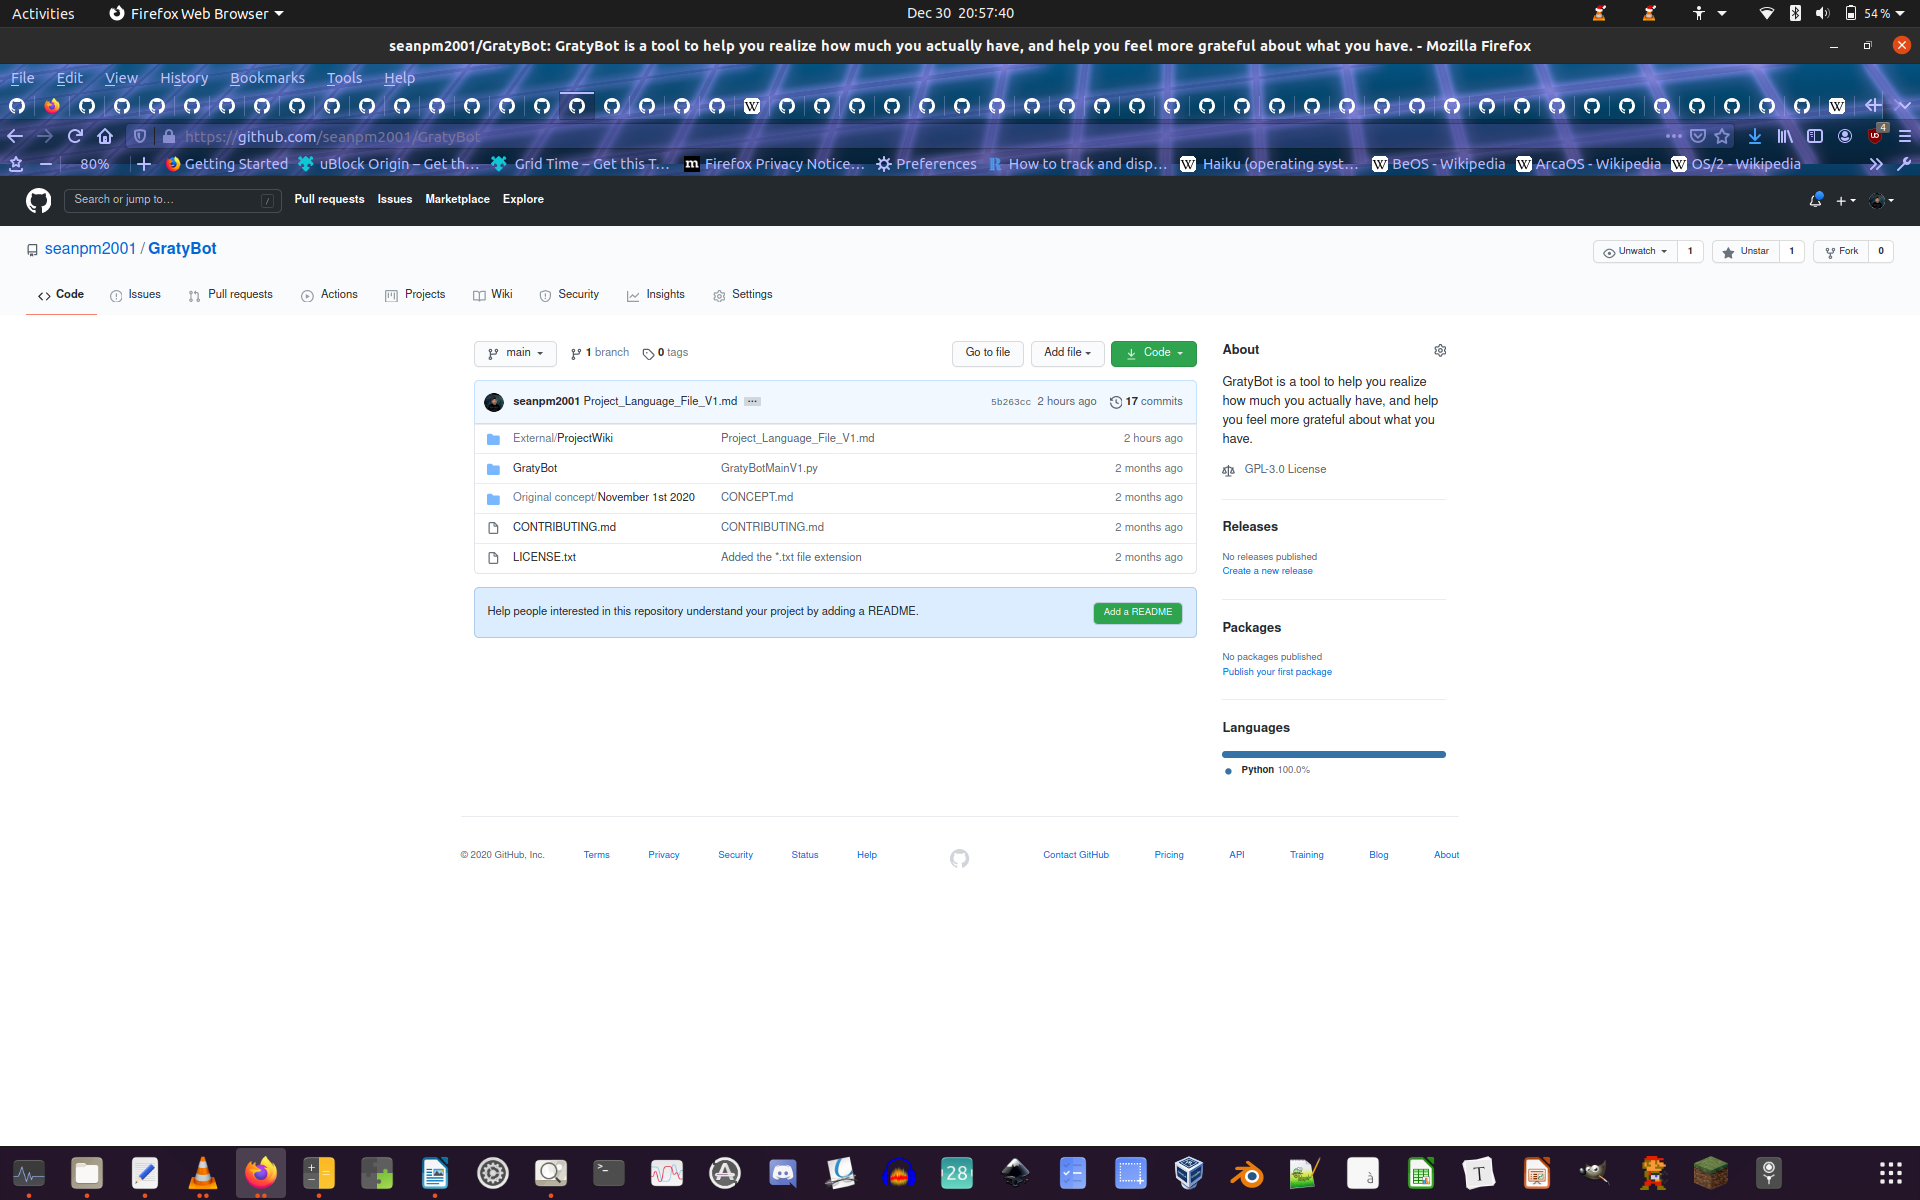 Activities Firefox Web Browser Dec 30 20:57:40 54 %
seanpm2001/GratyBot: GratyBot is a tool to help you realize how much you actually have, and help you feel more grateful about what you have. - Mozilla Firefox
File Edit View History Bookmarks Tools Help
https://github.com/seanpm2001/GratyBot 4
80% Getting Started uBlock Origin – Get th… Grid Time – Get this T… Firefox Privacy Notice… Preferences How to track and disp… Haiku (operating syst… BeOS - Wikipedia ArcaOS - Wikipedia OS/2 - Wikipedia
Search or jump to… / Pull requests Issues Marketplace Explore
seanpm2001 / GratyBot Unwatch 1 Unstar 1 Fork 0
Code Issues Pull requests Actions Projects Wiki Security Insights Settings
main 1 branch 0 tags Go to file Add file Code
seanpm2001 Project_Language_File_V1.md 5b263cc 2 hours ago 17 commits
External/ProjectWiki Project_Language_File_V1.md 2 hours ago
GratyBot GratyBotMainV1.py 2 months ago
Original concept/November 1st 2020 CONCEPT.md 2 months ago
CONTRIBUTING.md CONTRIBUTING.md 2 months ago
LICENSE.txt Added the *.txt file extension 2 months ago
Help people interested in this repository understand your project by adding a README. Add a README
About
GratyBot is a tool to help you realize
how much you actually have, and help
you feel more grateful about what you
have.
GPL-3.0 License
Releases
No releases published
Create a new release
Packages
No packages published
Publish your first package
Languages
Python 100.0%
© 2020 GitHub, Inc. Terms Privacy Security Status Help Contact GitHub Pricing API Training Blog About
28